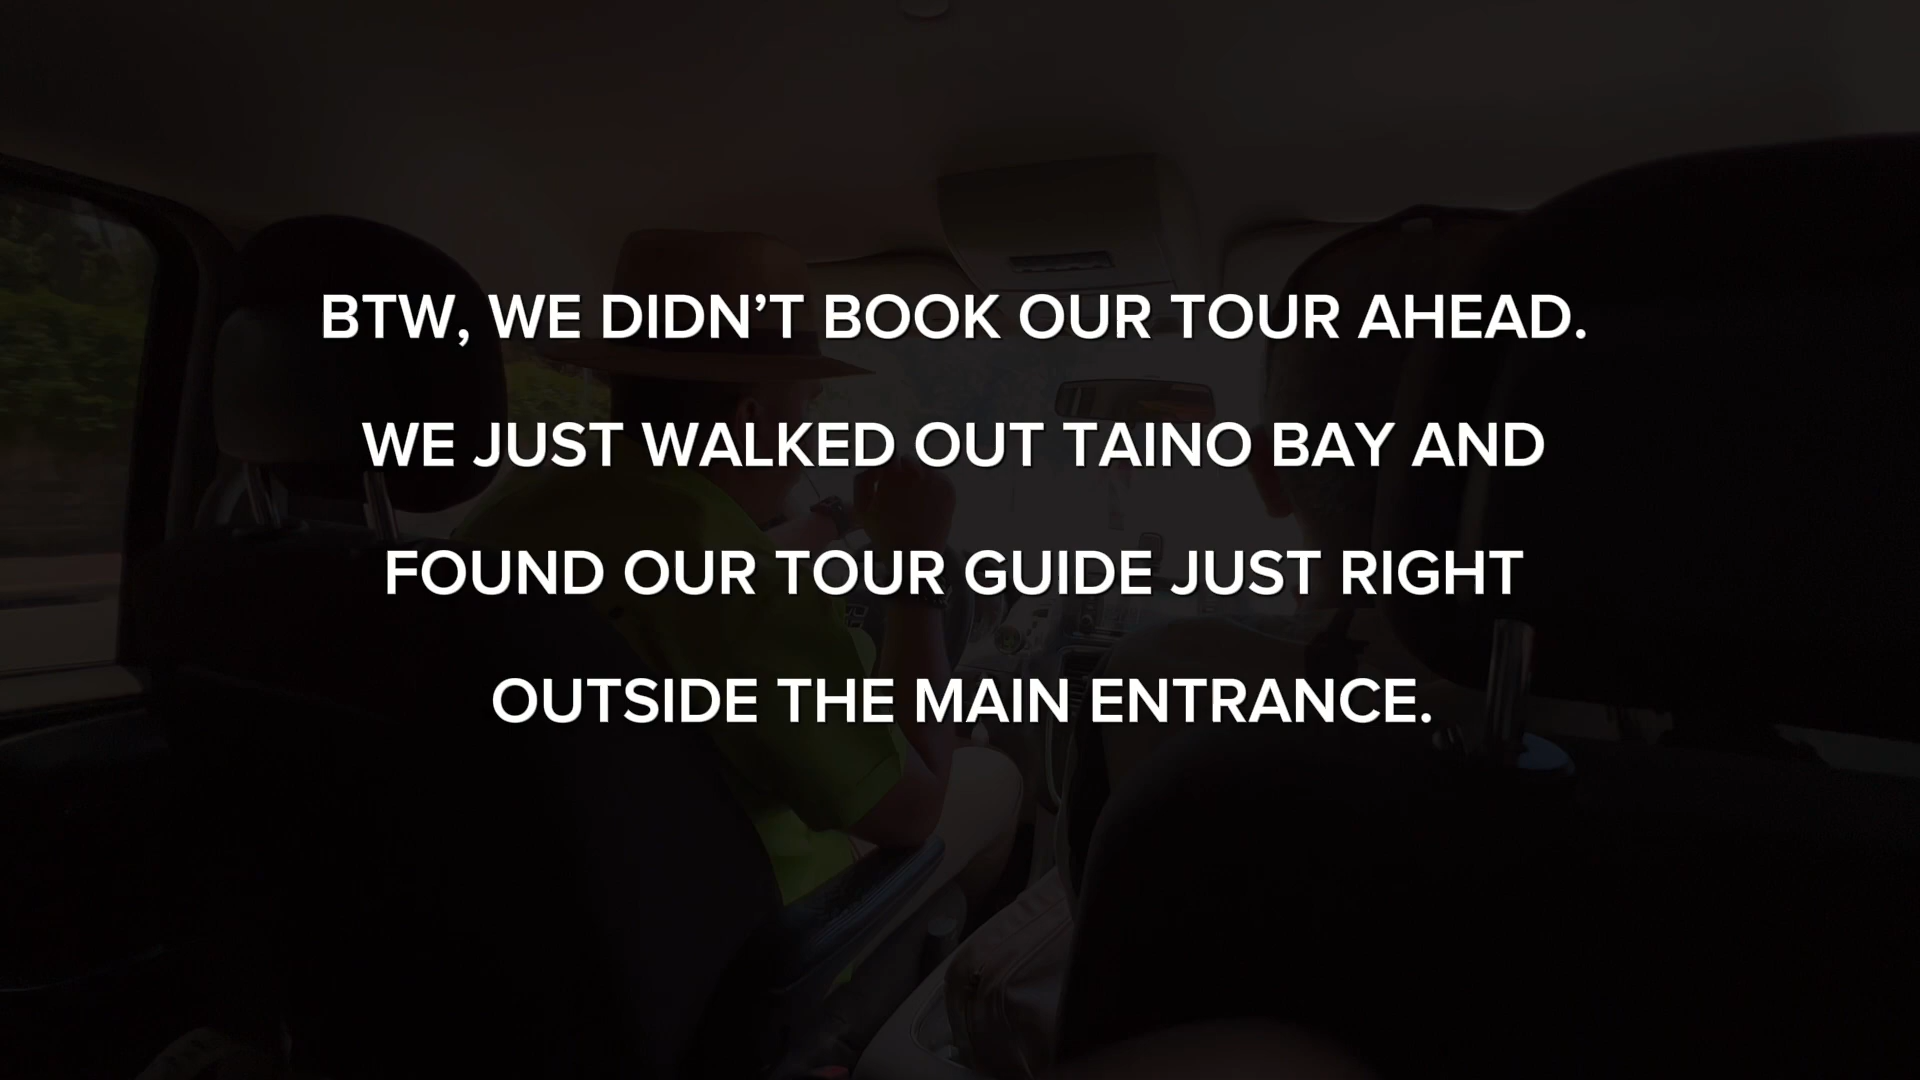 BTW, WE DIDN’T BOOK OUR TOUR AHEAD.
WE JUST WALKED OUT TAINO BAY AND
FOUND OUR TOUR GUIDE JUST RIGHT
OUTSIDE THE MAIN ENTRANCE.